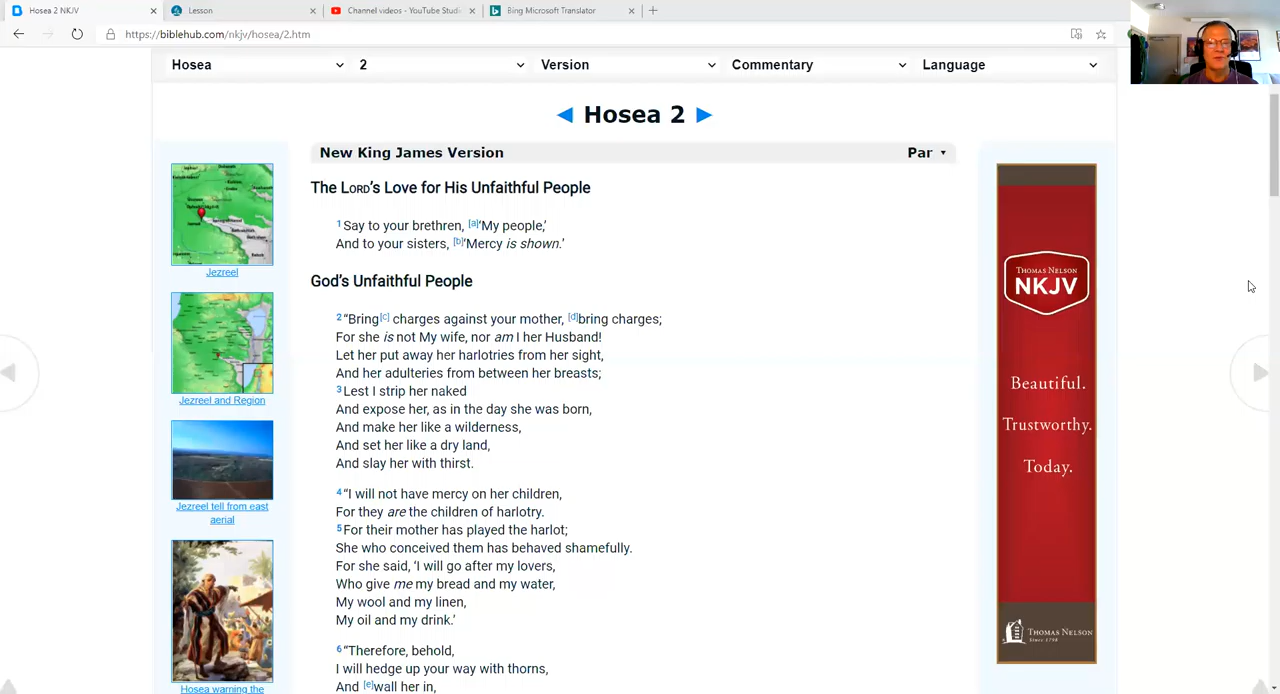 Hosea 2 NKJV
Lesson
Channel videos - YouTube Studi
Bing Microsoft Translator
https://biblehub.com/nkjv/hosea/2.htm
Hosea 2 Version Commentary Language
Hosea 2
New King James Version Par
The LORD's Love for His Unfaithful People
1 Say to your brethren, [a]‘My people,’
And to your sisters, [b]‘Mercy is shown.’
God's Unfaithful People
2 “Bring[c] charges against your mother, [d]bring charges;
For she is not My wife, nor am I her Husband!
Let her put away her harlotries from her sight,
And her adulteries from between her breasts;
3 Lest I strip her naked
And expose her, as in the day she was born,
And make her like a wilderness,
And set her like a dry land,
And slay her with thirst.
4 “I will not have mercy on her children,
For they are the children of harlotry.
5 For their mother has played the harlot;
She who conceived them has behaved shamefully.
For she said, ‘I will go after my lovers,
Who give me my bread and my water,
My wool and my linen,
My oil and my drink.’
6 “Therefore, behold,
I will hedge up your way with thorns,
And [e]wall her in,
Jezreel
Jezreel and Region
Jezreel tell from east
aerial
Hosea warning the
THOMAS NELSON
NKJV
Beautiful.
Trustworthy.
Today.
THOMAS NELSON
Since 1798